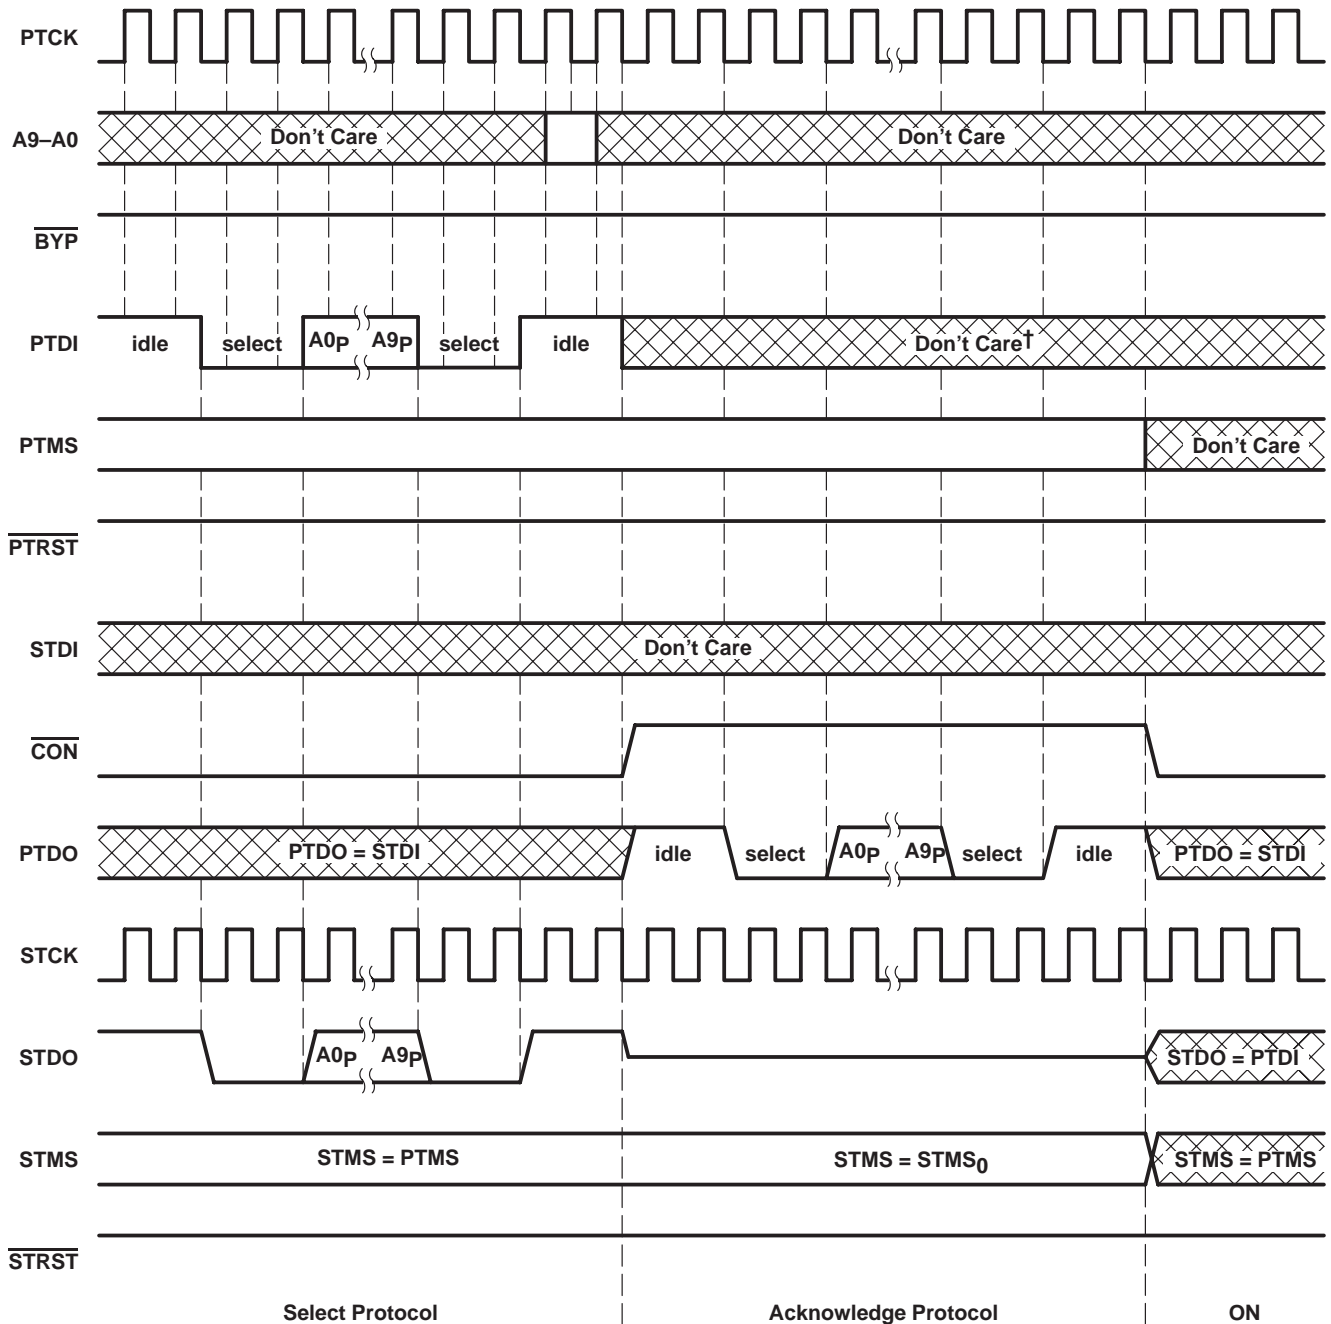 PTCK
A9–A0 Don't Care Don't Care
BYP
PTDI idle select A0P A9P select idle Don't Care†
PTMS Don't Care
PTRST
STDI Don't Care
CON
PTDO PTDO = STDI idle select A0P A9P select idle PTDO = STDI
STCK
STDO A0P A9P STDO = PTDI
STMS STMS = PTMS STMS = STMS0 STMS = PTMS
STRST
Select Protocol Acknowledge Protocol ON